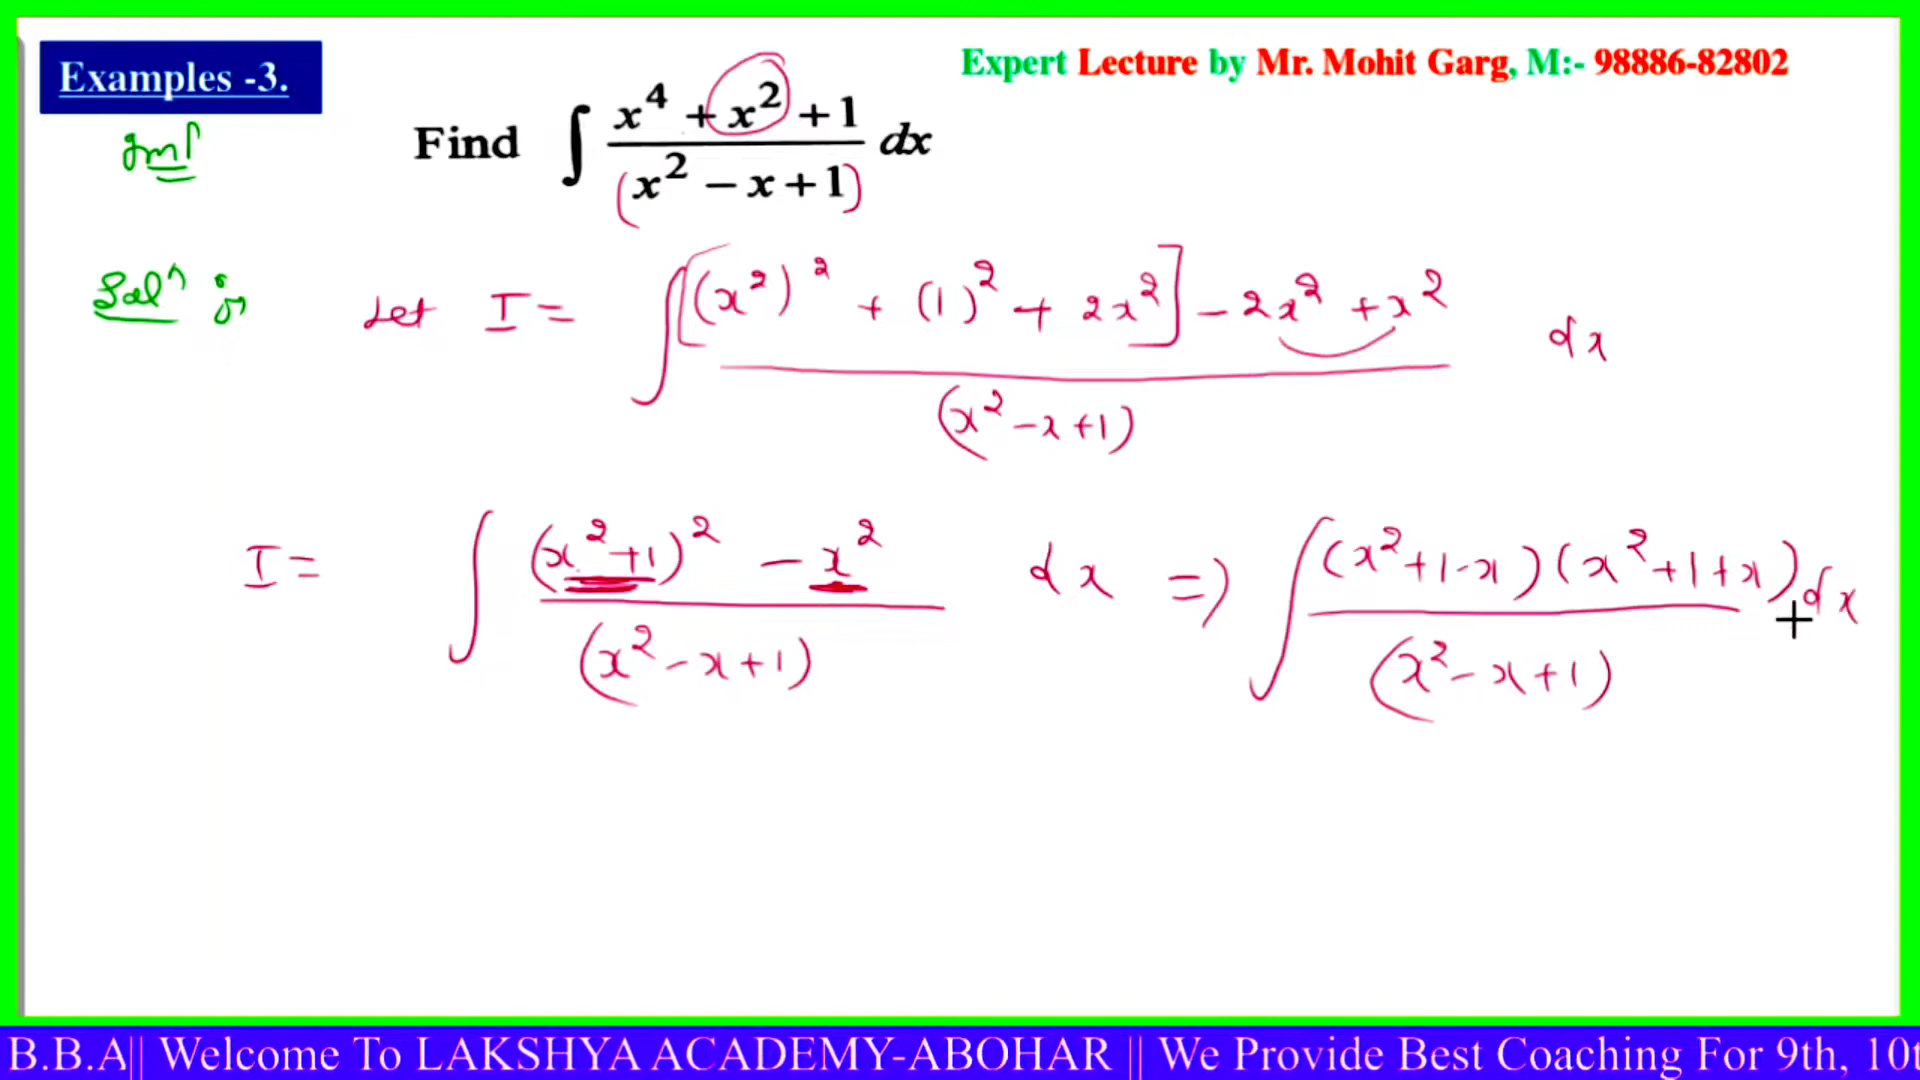 Examples -3.
Expert Lecture by Mr. Mohit Garg, M:- 98886-82802
Imp
Find ∫ (x⁴ + x² + 1)/(x² − x + 1) dx
Solⁿ :- Let I = ∫ ([(x²)² + (1)² + 2x²] − 2x² + x²)/(x² − x + 1) dx
I = ∫ ((x²+1)² − x²)/(x² − x + 1) dx ⇒ ∫ ((x²+1−x)(x²+1+x))/(x² − x + 1) dx
B.B.A|| Welcome To LAKSHYA ACADEMY-ABOHAR || We Provide Best Coaching For 9th, 10t